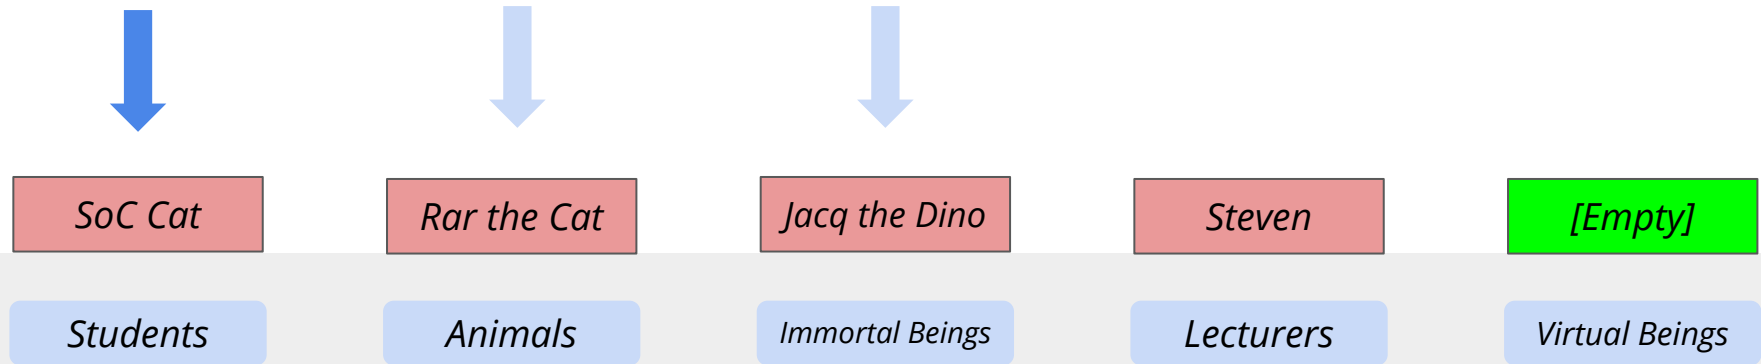 SoC Cat
Rar the Cat
Jacq the Dino
Steven
[Empty]
Students
Animals
Immortal Beings
Lecturers
Virtual Beings